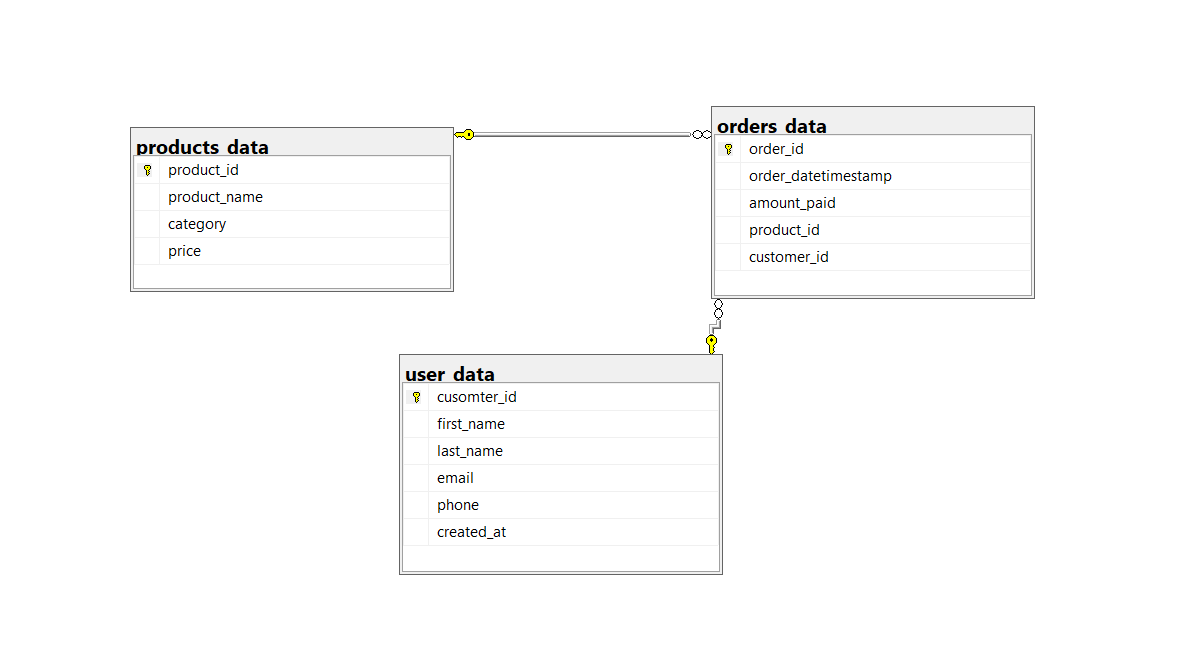 products_data
product_id
product_name
category
price
orders_data
order_id
order_datetimestamp
amount_paid
product_id
customer_id
user_data
cusomter_id
first_name
last_name
email
phone
created_at